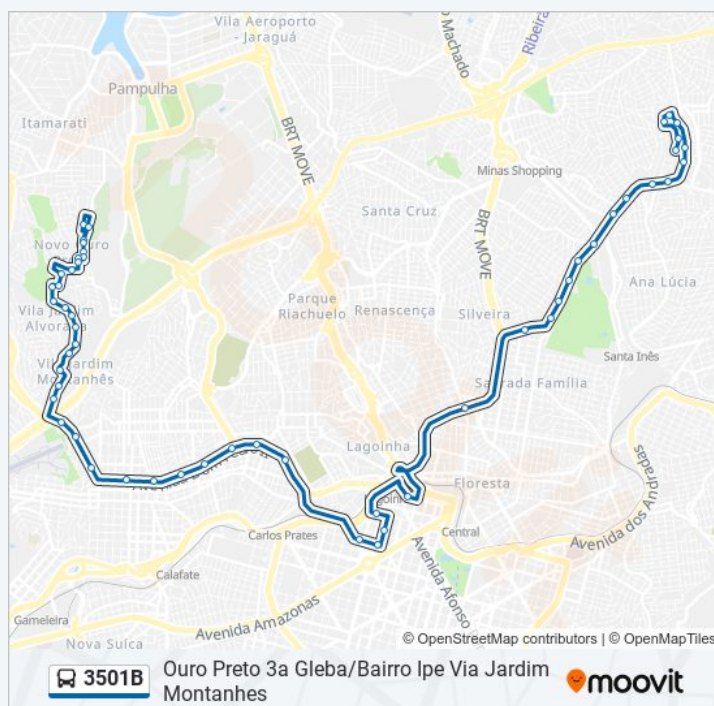 Vila Aeroporto
- Jaraguá
Machado
Ribeira
Pampulha
Itamarati
BRT MOVE
Minas Shopping
Santa Cruz
BRT MOVE
Novo Ouro
Ana Lúcia
Parque
Riachuelo
Renascença
Silveira
Vila Jardim
Alvorada
Santa Inês
Vila Jardim
Montanhês
Sagrada Família
Lagoinha
Floresta
Avenida dos Andradas
Carlos Prates
Central
Calafate
Avenida Afonso
Avenida Amazonas
Gameleira
Nova Suíça
© OpenStreetMap contributors | © OpenMapTiles
3501B
Ouro Preto 3a Gleba/Bairro Ipe Via Jardim
Montanhes
moovit